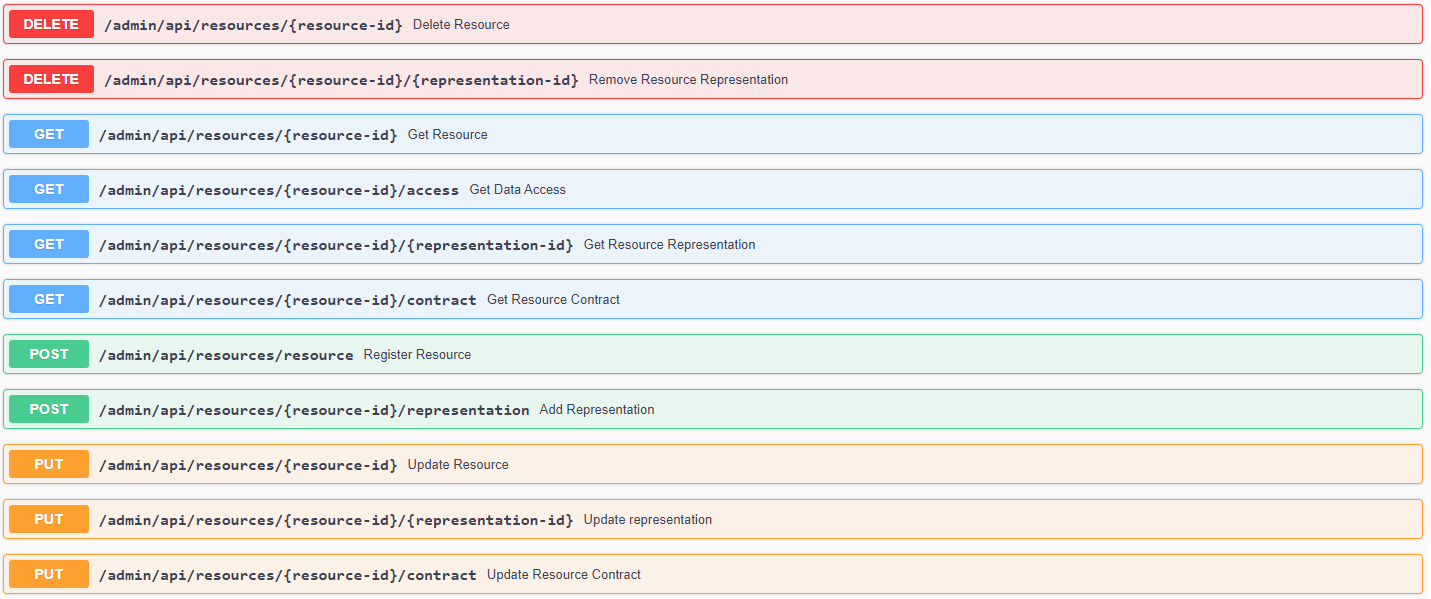 DELETE /admin/api/resources/{resource-id} Delete Resource
DELETE /admin/api/resources/{resource-id}/{representation-id} Remove Resource Representation
GET /admin/api/resources/{resource-id} Get Resource
GET /admin/api/resources/{resource-id}/access Get Data Access
GET /admin/api/resources/{resource-id}/{representation-id} Get Resource Representation
GET /admin/api/resources/{resource-id}/contract Get Resource Contract
POST /admin/api/resources/resource Register Resource
POST /admin/api/resources/{resource-id}/representation Add Representation
PUT /admin/api/resources/{resource-id} Update Resource
PUT /admin/api/resources/{resource-id}/{representation-id} Update representation
PUT /admin/api/resources/{resource-id}/contract Update Resource Contract